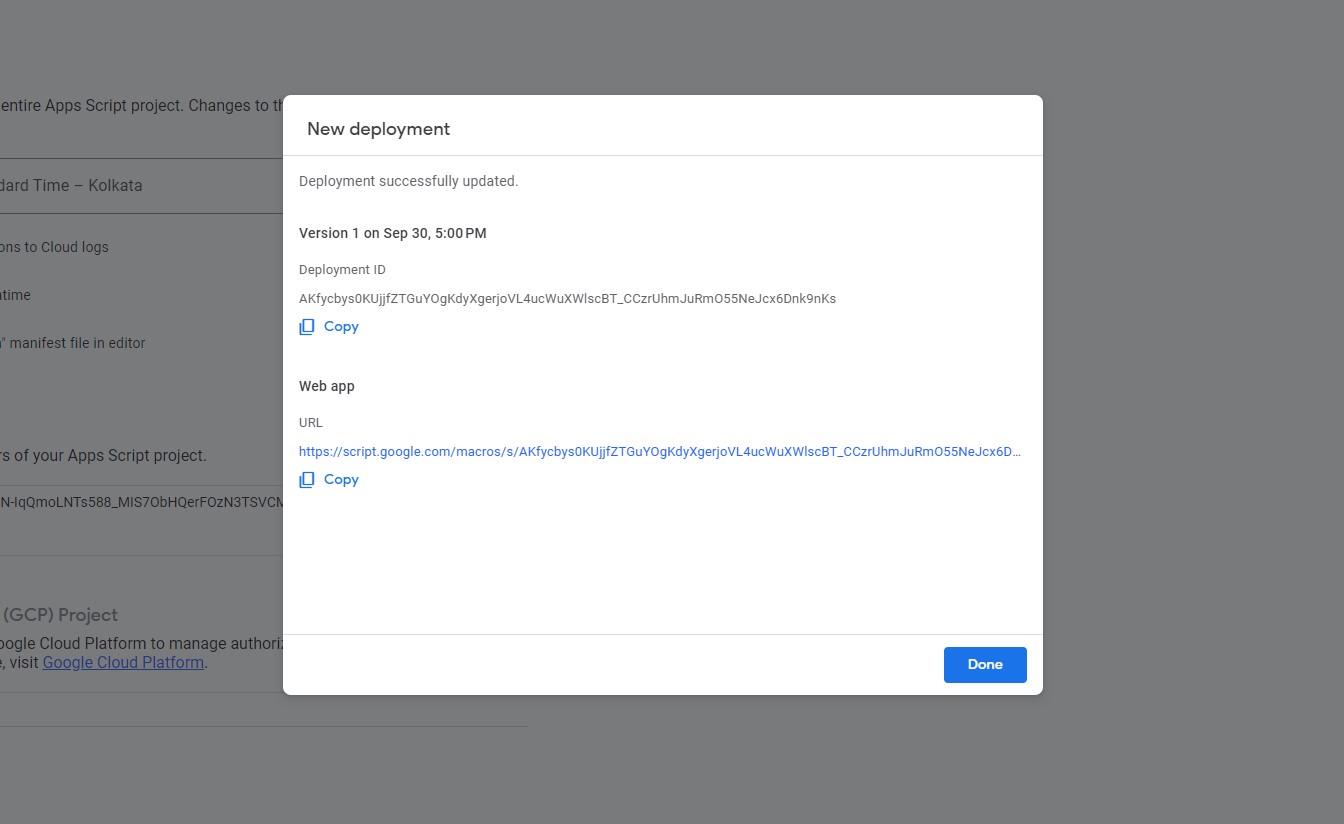 entire Apps Script project. Changes to th
New deployment
Deployment successfully updated.
dard Time – Kolkata
Version 1 on Sep 30, 5:00 PM
ons to Cloud logs
Deployment ID
AKfycbys0KUjjfZTGuYOgKdyXgerjoVL4ucWuXWlscBT_CCzrUhmJuRmO55NeJcx6Dnk9nKs
ntime
Copy
" manifest file in editor
Web app
URL
https://script.google.com/macros/s/AKfycbys0KUjjfZTGuYOgKdyXgerjoVL4ucWuXWlscBT_CCzrUhmJuRmO55NeJcx6D...
rs of your Apps Script project.
Copy
N-IqQmoLNTs588_MIS7ObHQerFOzN3TSVCM
(GCP) Project
oogle Cloud Platform to manage authoriz
e, visit Google Cloud Platform.
Done